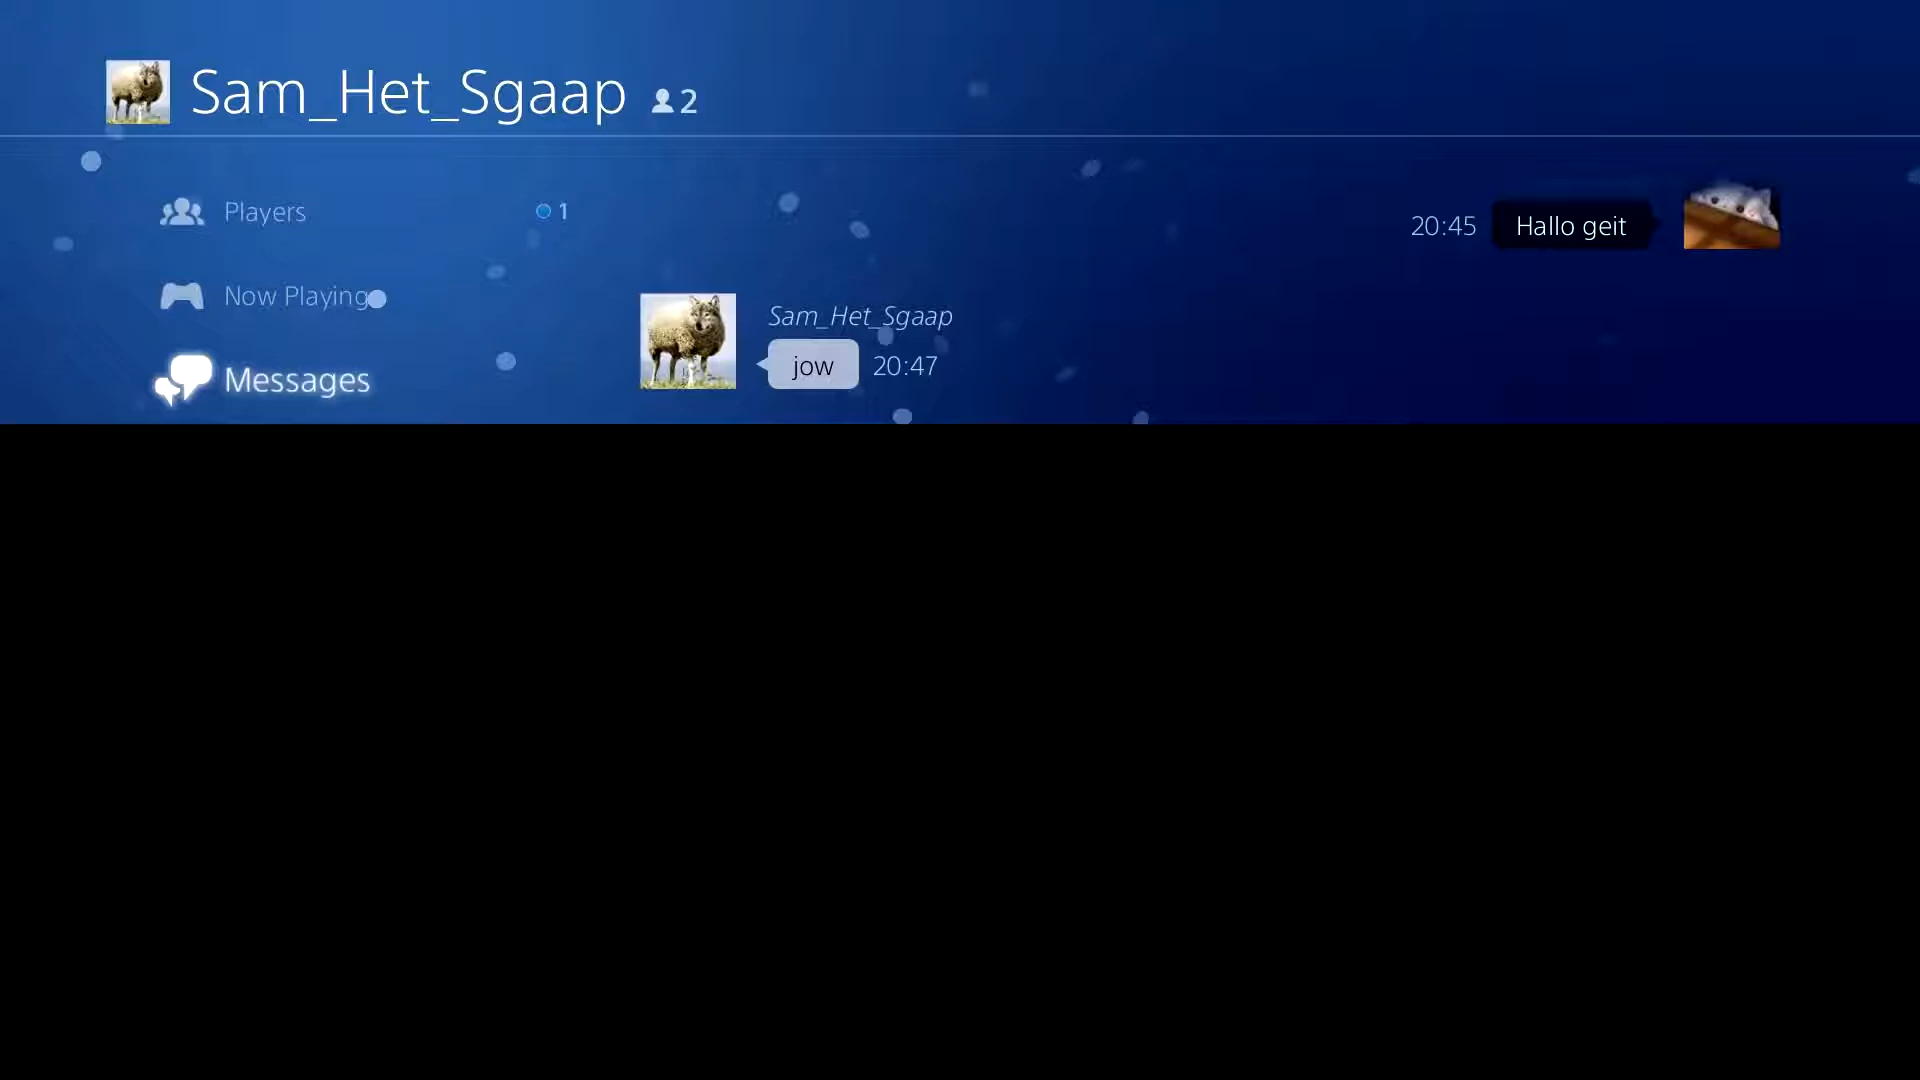 Sam_Het_Sgaap 2
Players 1
20:45 Hallo geit
Now Playing
Sam_Het_Sgaap
Messages
jow 20:47